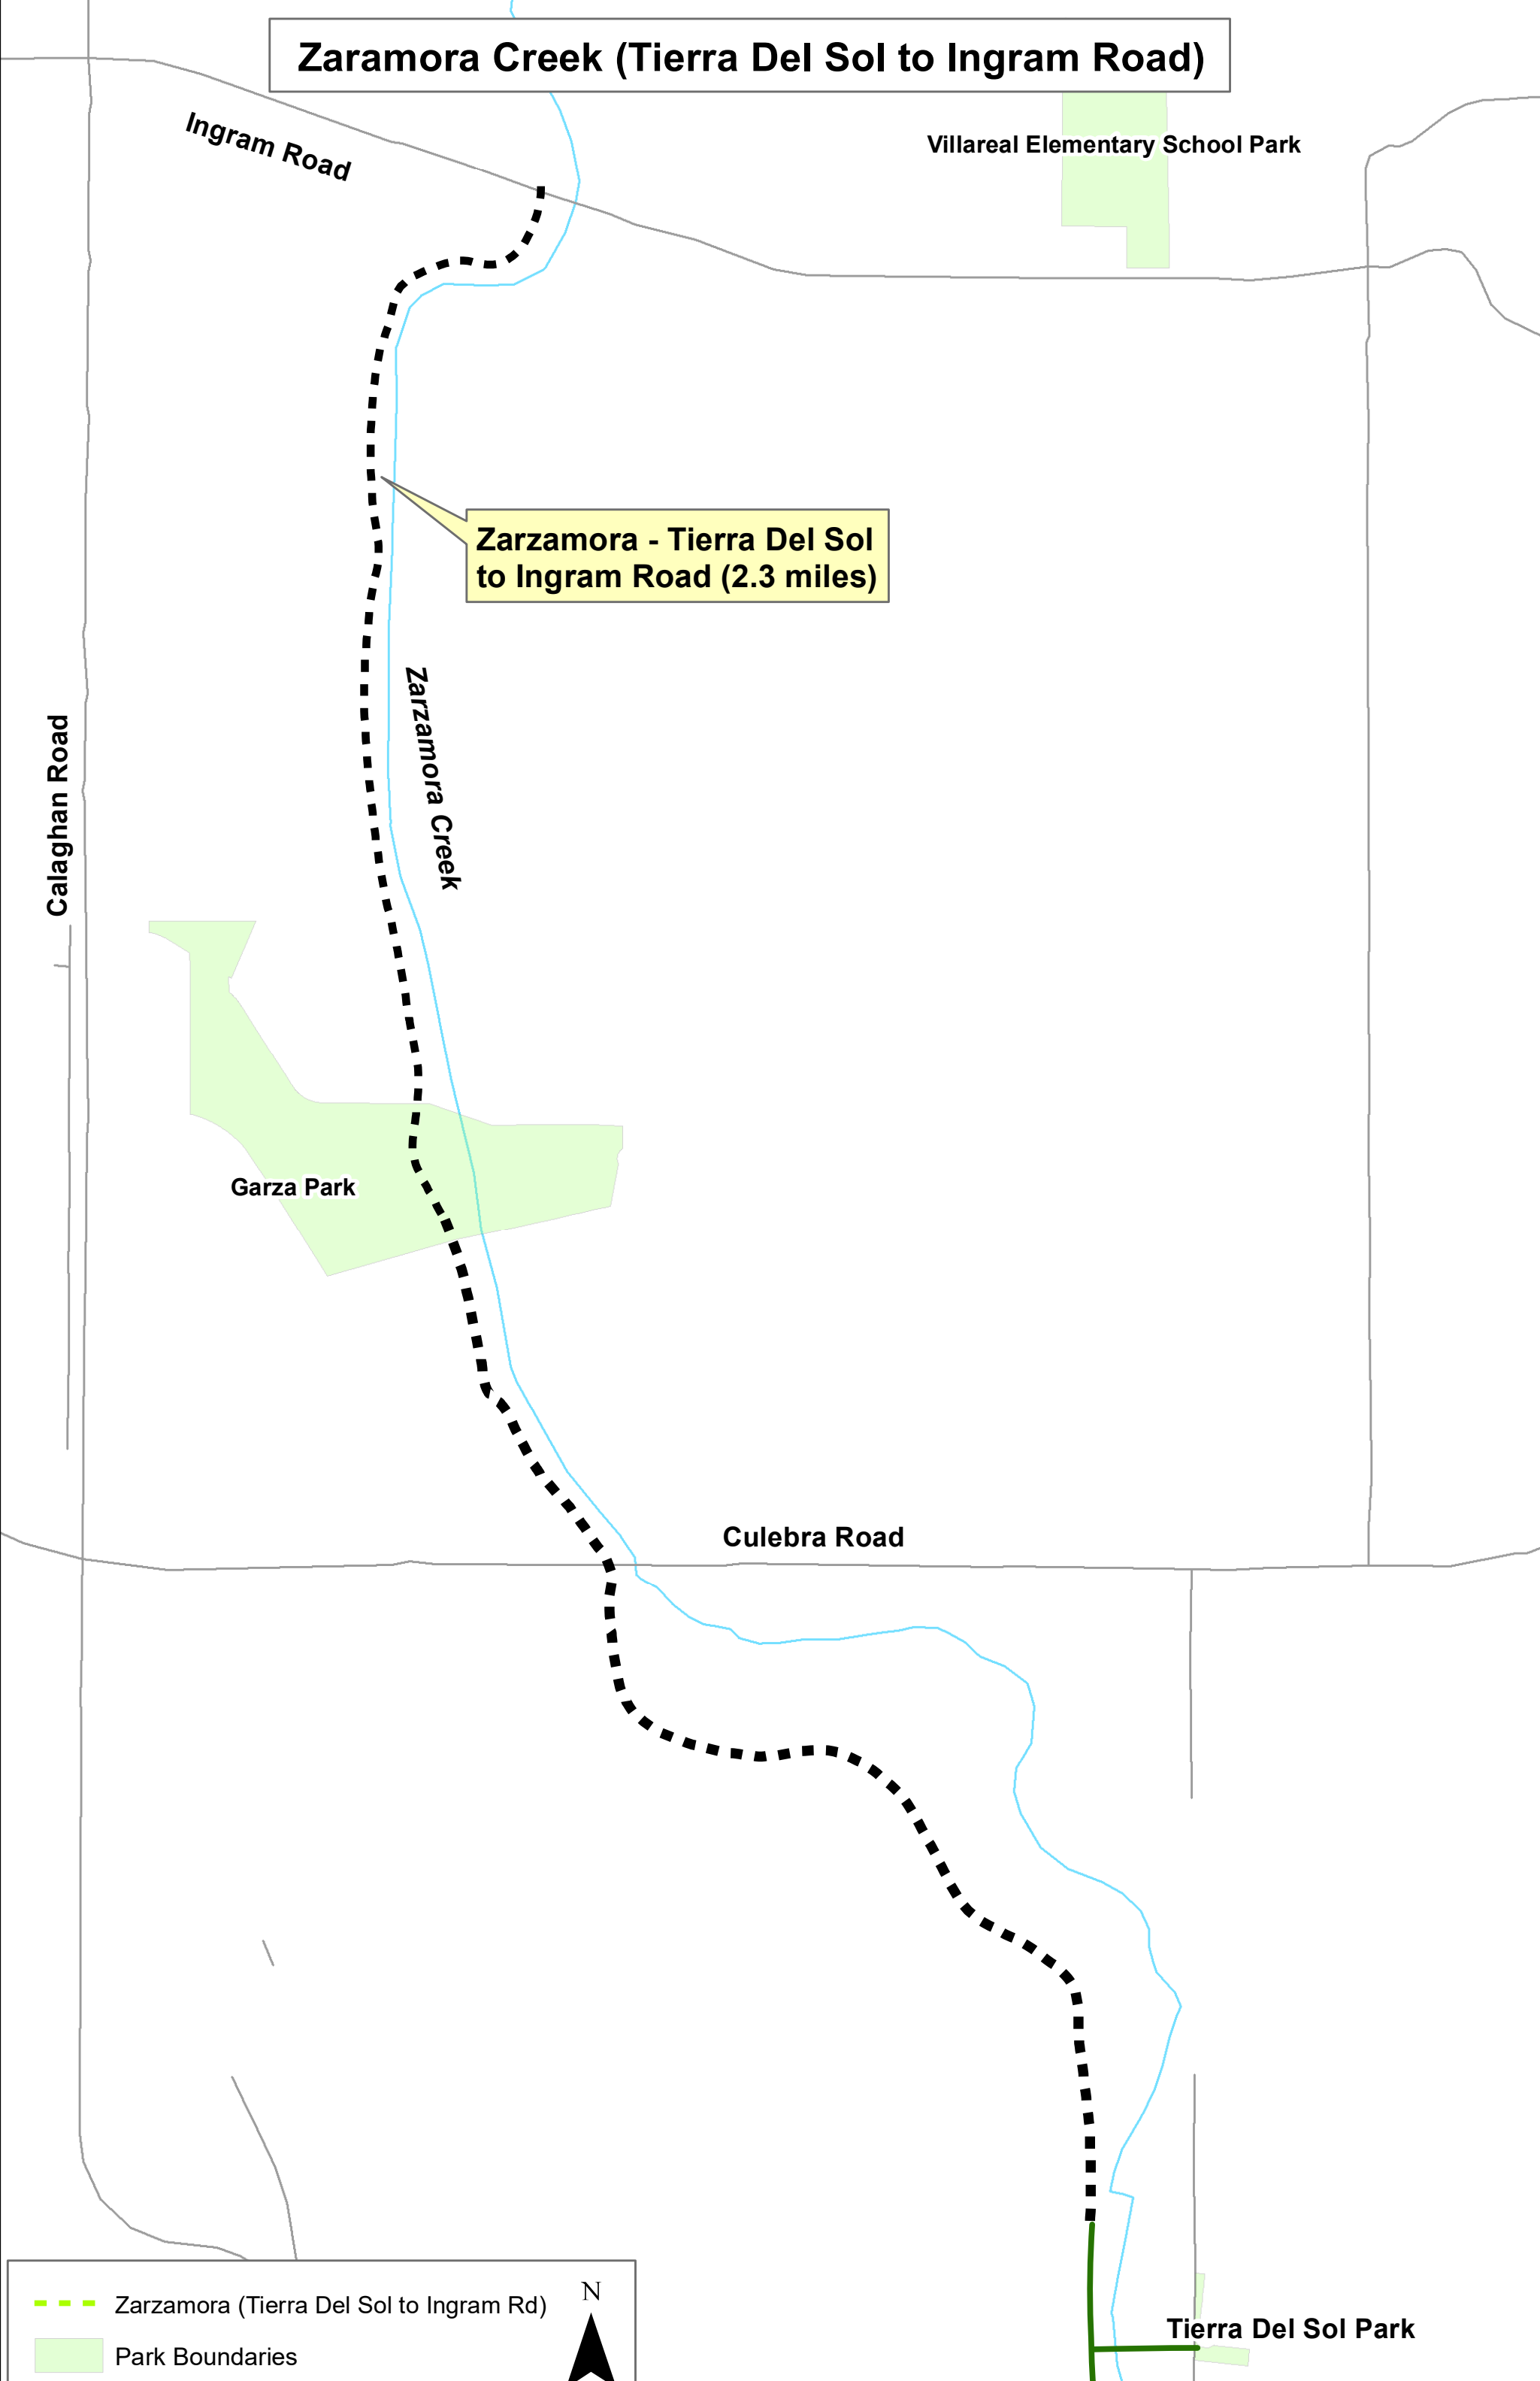 Zaramora Creek (Tierra Del Sol to Ingram Road)
Ingram Road
Villareal Elementary School Park
Zarzamora - Tierra Del Sol
to Ingram Road (2.3 miles)
Zarzamora Creek
Calaghan Road
Garza Park
Culebra Road
N
Zarzamora (Tierra Del Sol to Ingram Rd)
Park Boundaries
Tierra Del Sol Park